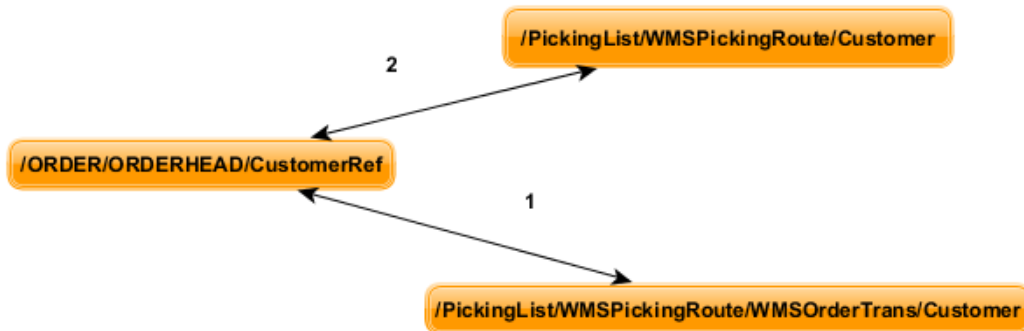 /PickingList/WMSPickingRoute/Customer
2
/ORDER/ORDERHEAD/CustomerRef
1
/PickingList/WMSPickingRoute/WMSOrderTrans/Customer